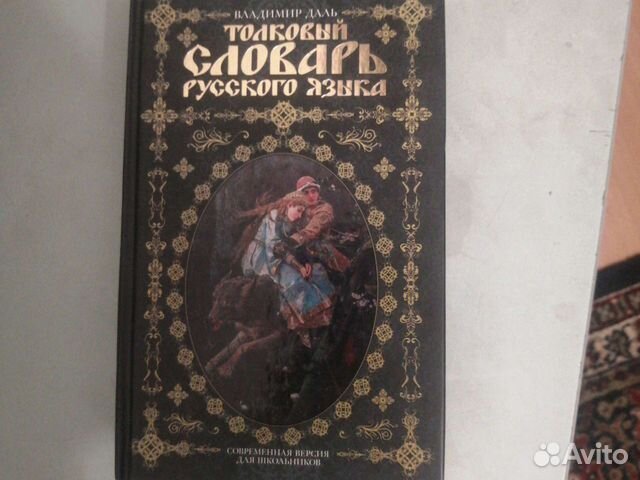 ВЛАДИМИР ДАЛЬ
ТОЛКОВЫЙ
СЛОВАРЬ
РУССКОГО ЯЗЫКА
СОВРЕМЕННАЯ ВЕРСИЯ
ДЛЯ ШКОЛЬНИКОВ
Avito